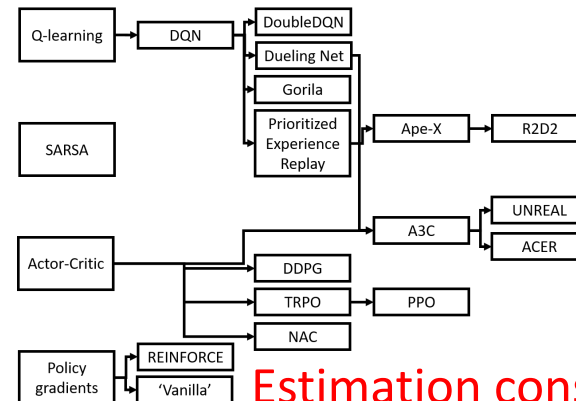 Q-learning
DQN
DoubleDQN
Dueling Net
Gorila
Prioritized
Experience
Replay
Ape-X
R2D2
SARSA
A3C
UNREAL
ACER
Actor-Critic
DDPG
TRPO
PPO
NAC
Policy
gradients
REINFORCE
'Vanilla'
Estimation cons